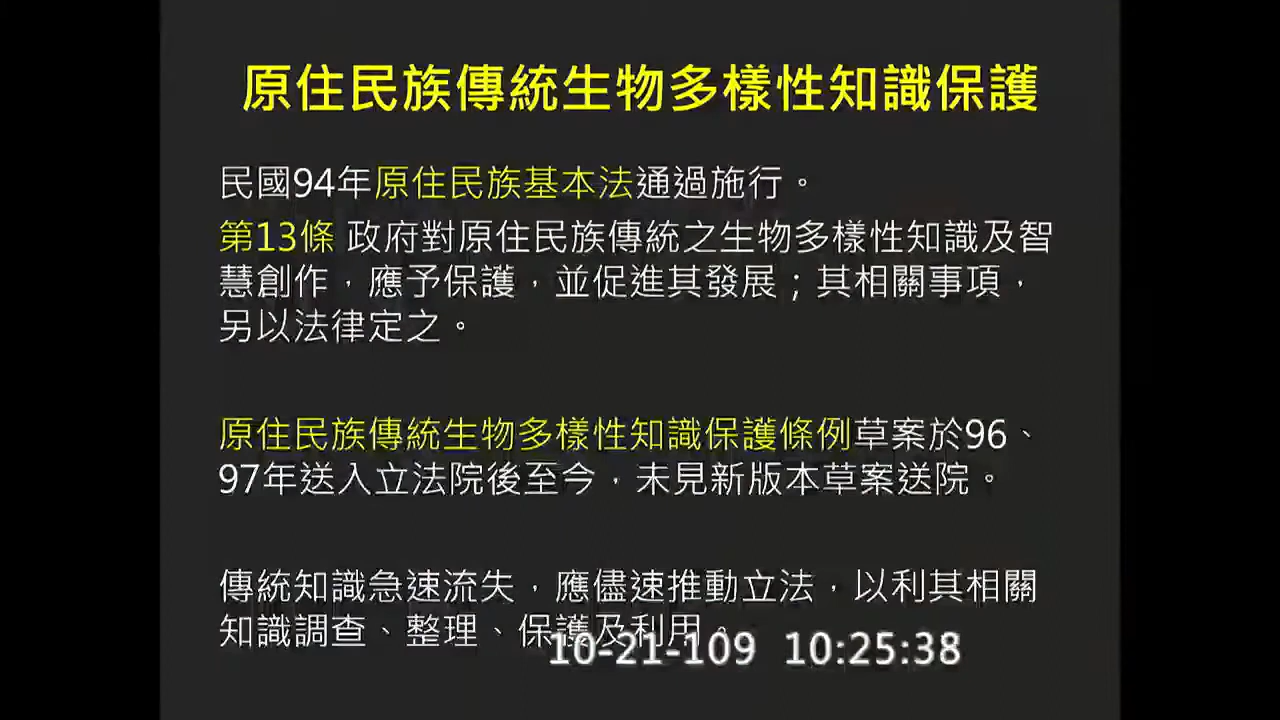 原住民族傳統生物多樣性知識保護
民國94年原住民族基本法通過施行。
第13條 政府對原住民族傳統之生物多樣性知識及智
慧創作，應予保護，並促進其發展；其相關事項，
另以法律定之。
原住民族傳統生物多樣性知識保護條例草案於96、
97年送入立法院後至今，未見新版本草案送院。
傳統知識急速流失，應儘速推動立法，以利其相關
知識調查、整理、保護及利用。
10-21-109 10:25:38